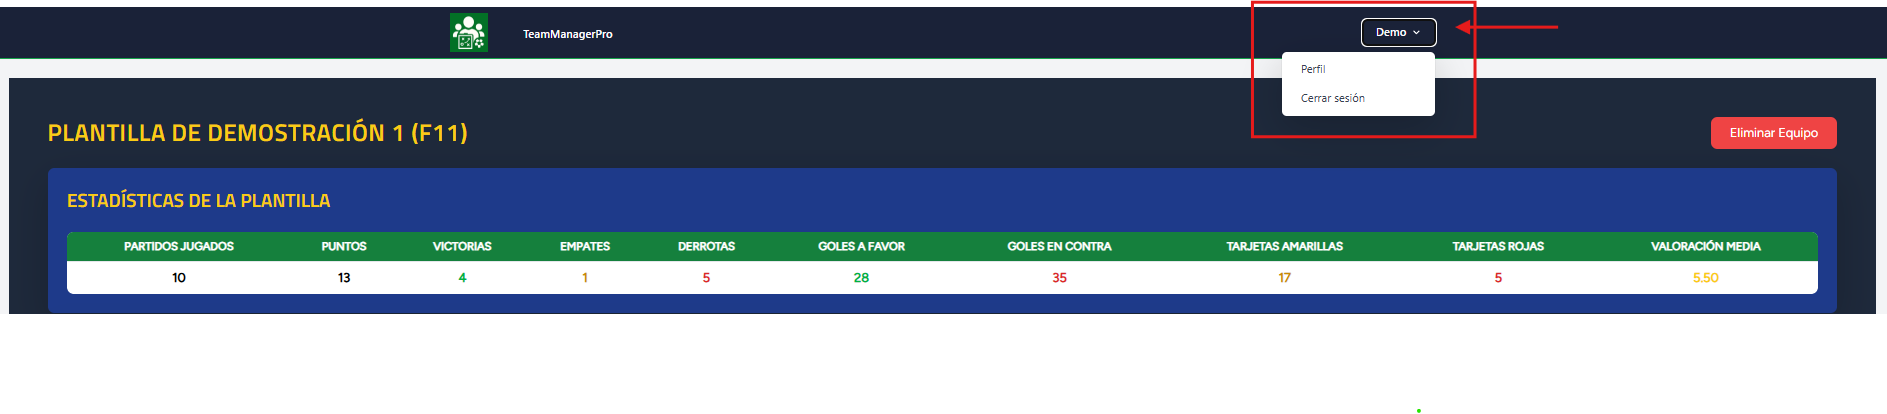 TeamManagerPro
Demo
Perfil
Cerrar sesión
PLANTILLA DE DEMOSTRACIÓN 1 (F11)
Eliminar Equipo
ESTADÍSTICAS DE LA PLANTILLA
PARTIDOS JUGADOS PUNTOS VICTORIAS EMPATES DERROTAS GOLES A FAVOR GOLES EN CONTRA TARJETAS AMARILLAS TARJETAS ROJAS VALORACIÓN MEDIA
10 13 4 1 5 28 35 17 5 5.50